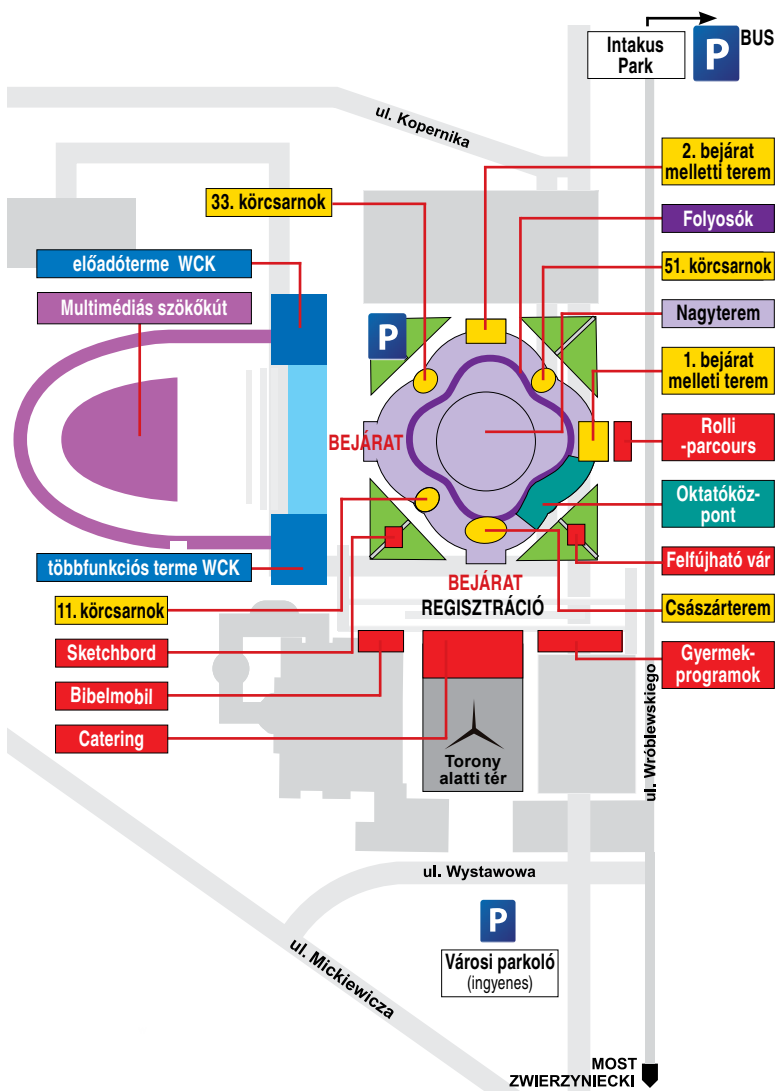 Intakus
Park
P
BUS
ul. Kopernika
2. bejárat
melletti terem
33. körcsarnok
Folyosók
előadóterme WCK
51. körcsarnok
Multimédiás szökőkút
Nagyterem
P
1. bejárat
melleti terem
BEJÁRAT
Rolli
-parcours
Oktatóköz-
pont
többfunkciós terme WCK
Felfújható vár
BEJÁRAT
REGISZTRÁCIÓ
11. körcsarnok
Császárterem
Sketchbord
Gyermek-
programok
Bibelmobil
Catering
Torony
alatti tér
ul. Wróblewskiego
ul. Wystawowa
P
ul. Mickiewicza
Városi parkoló
(ingyenes)
MOST
ZWIERZYNIECKI